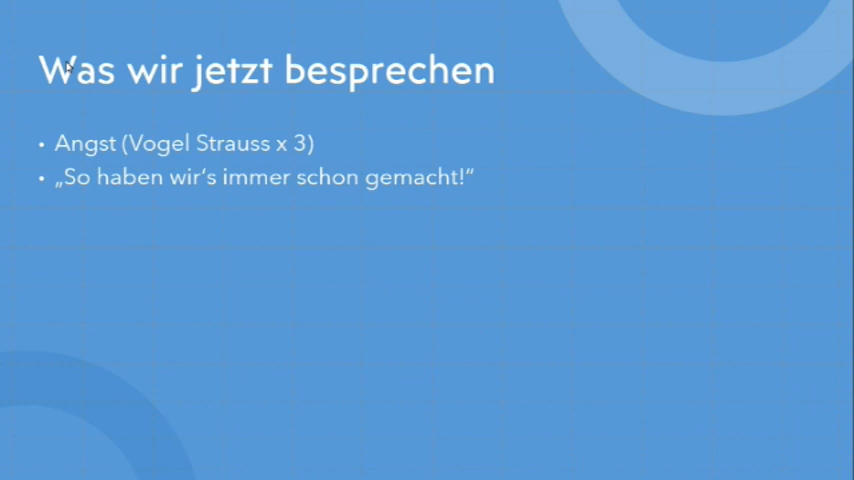 Was wir jetzt besprechen
• Angst (Vogel Strauss x 3)
• „So haben wir‘s immer schon gemacht!“